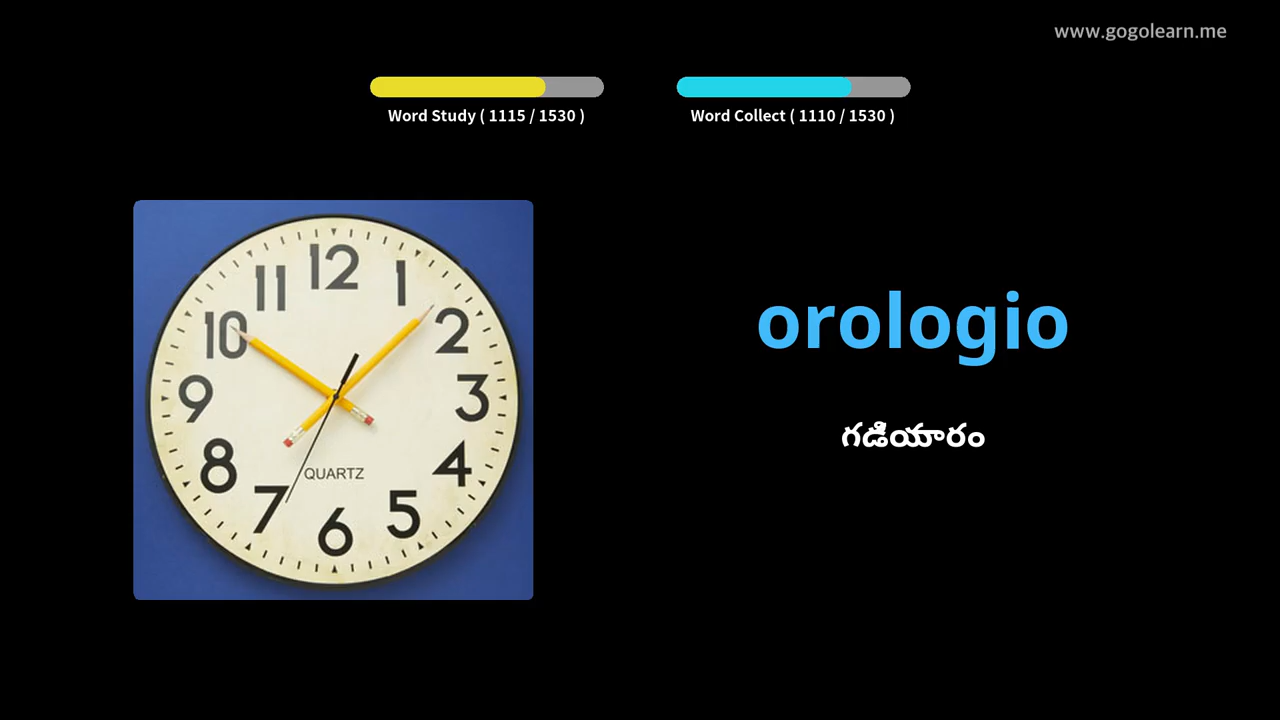 www.gogolearn.me
Word Study ( 1115 / 1530 )
Word Collect ( 1110 / 1530 )
12
11
1
10
2
9
3
8
4
7
5
6
QUARTZ
orologio
గడియారం